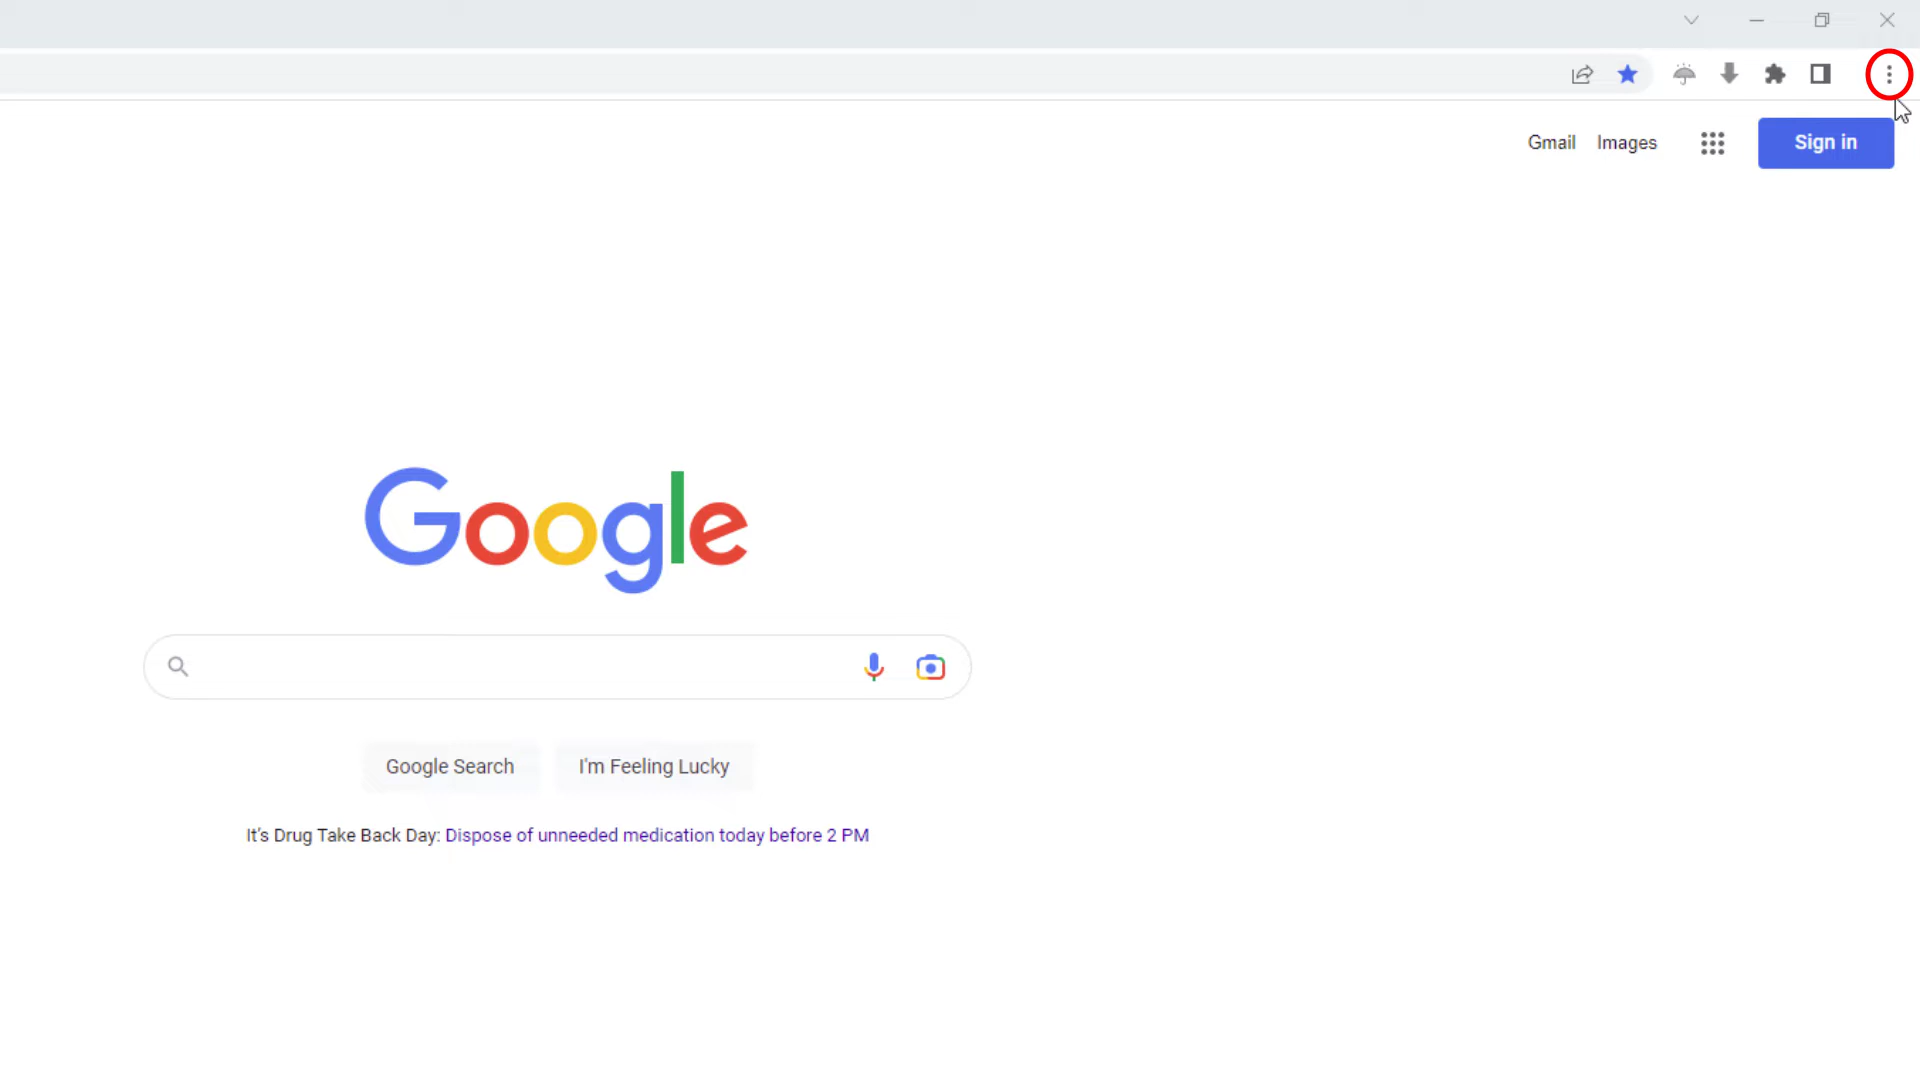 Gmail Images Sign in
Google
Google Search I'm Feeling Lucky
It's Drug Take Back Day: Dispose of unneeded medication today before 2 PM